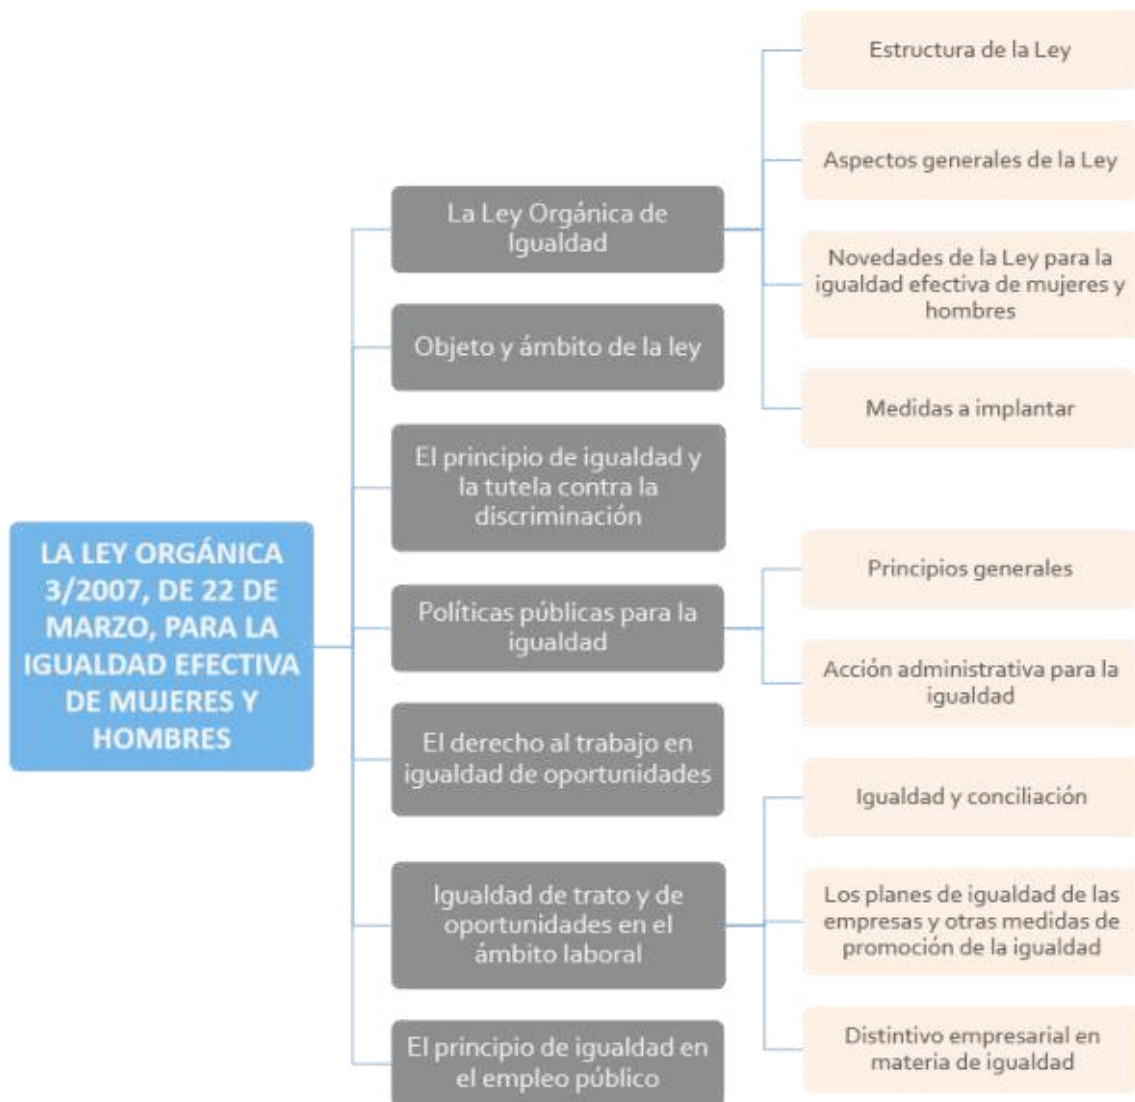 LA LEY ORGÁNICA
3/2007, DE 22 DE
MARZO, PARA LA
IGUALDAD EFECTIVA
DE MUJERES Y
HOMBRES
La Ley Orgánica de
Igualdad
Estructura de la Ley
Aspectos generales de la Ley
Novedades de la Ley para la
igualdad efectiva de mujeres y
hombres
Medidas a implantar
Objeto y ámbito de la ley
El principio de igualdad y
la tutela contra la
discriminación
Políticas públicas para la
igualdad
Principios generales
Acción administrativa para la
igualdad
El derecho al trabajo en
igualdad de oportunidades
Igualdad de trato y de
oportunidades en el
ámbito laboral
Igualdad y conciliación
Los planes de igualdad de las
empresas y otras medidas de
promoción de la igualdad
Distintivo empresarial en
materia de igualdad
El principio de igualdad en
el empleo público